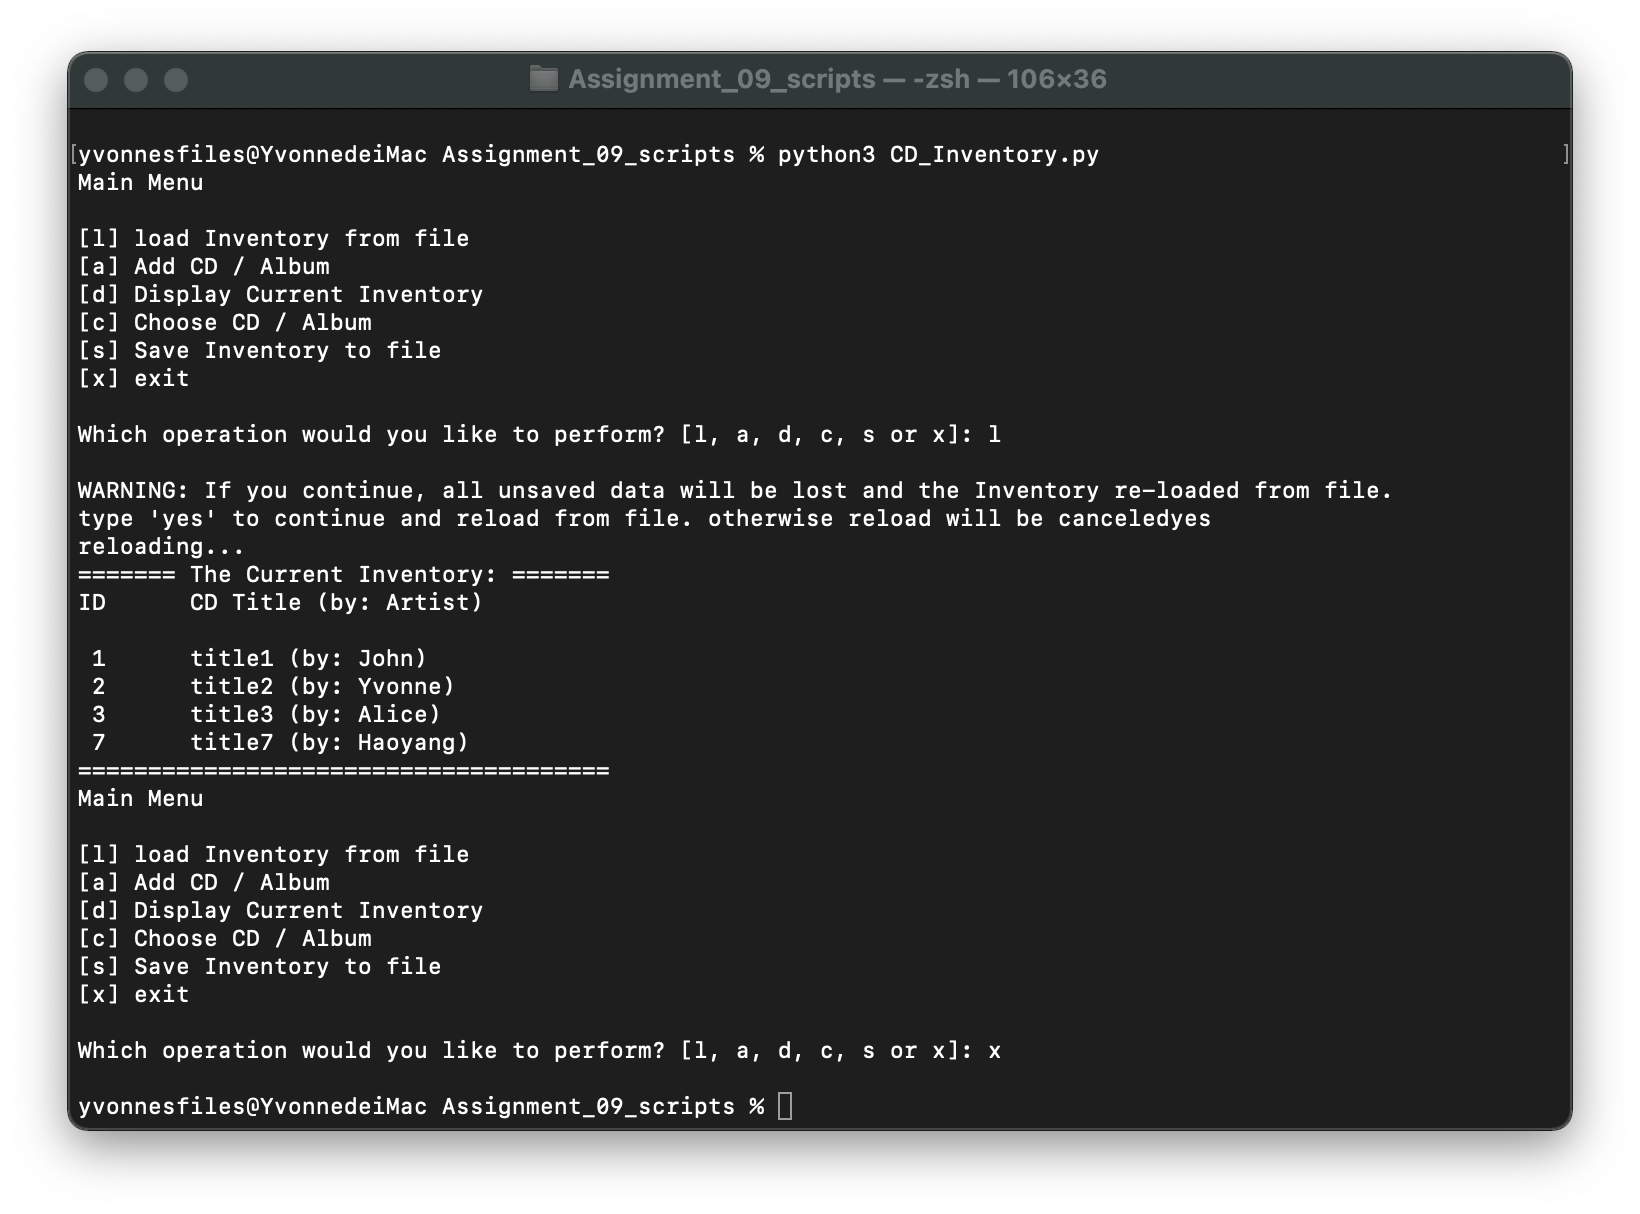 Assignment_09_scripts — -zsh — 106×36
[yvonnesfiles@YvonnedeiMac Assignment_09_scripts % python3 CD_Inventory.py ]
Main Menu
[l] load Inventory from file
[a] Add CD / Album
[d] Display Current Inventory
[c] Choose CD / Album
[s] Save Inventory to file
[x] exit
Which operation would you like to perform? [l, a, d, c, s or x]: l
WARNING: If you continue, all unsaved data will be lost and the Inventory re-loaded from file.
type 'yes' to continue and reload from file. otherwise reload will be canceledyes
reloading...
======= The Current Inventory: =======
ID      CD Title (by: Artist)
 1      title1 (by: John)
 2      title2 (by: Yvonne)
 3      title3 (by: Alice)
 7      title7 (by: Haoyang)
======================================
Main Menu
[l] load Inventory from file
[a] Add CD / Album
[d] Display Current Inventory
[c] Choose CD / Album
[s] Save Inventory to file
[x] exit
Which operation would you like to perform? [l, a, d, c, s or x]: x
yvonnesfiles@YvonnedeiMac Assignment_09_scripts %